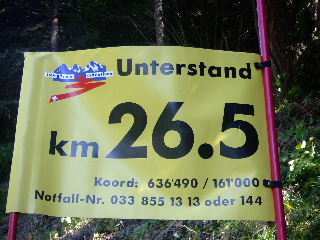 Unterstand
km 26.5
Koord: 636'490 / 161'000
Notfall-Nr. 033 855 13 13 oder 144